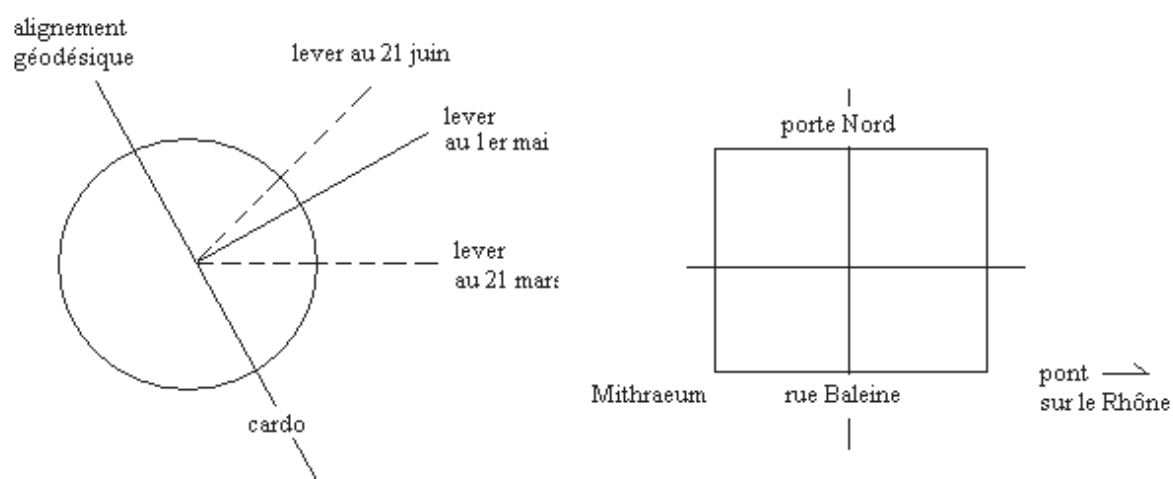 alignement
géodésique
lever au 21 juin
lever
au 1er mai
lever
au 21 mars
cardo
porte Nord
Mithraeum
rue Baleine
pont
sur le Rhône